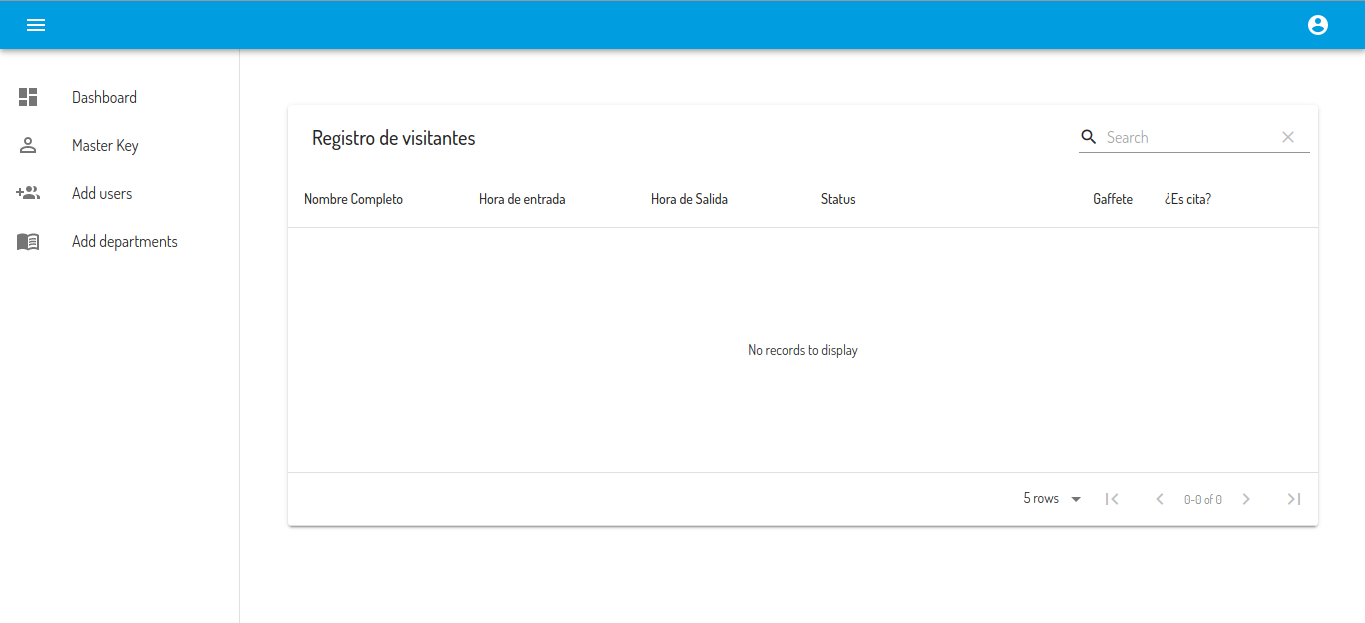 Dashboard
Master Key
Add users
Add departments
Registro de visitantes
Search
Nombre Completo Hora de entrada Hora de Salida Status Gaffete ¿Es cita?
No records to display
5 rows 0-0 of 0